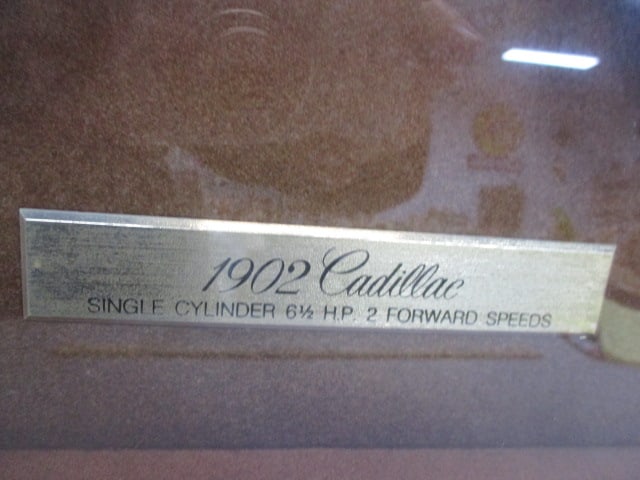 1902 Cadillac
SINGLE CYLINDER 6½ H.P. 2 FORWARD SPEEDS